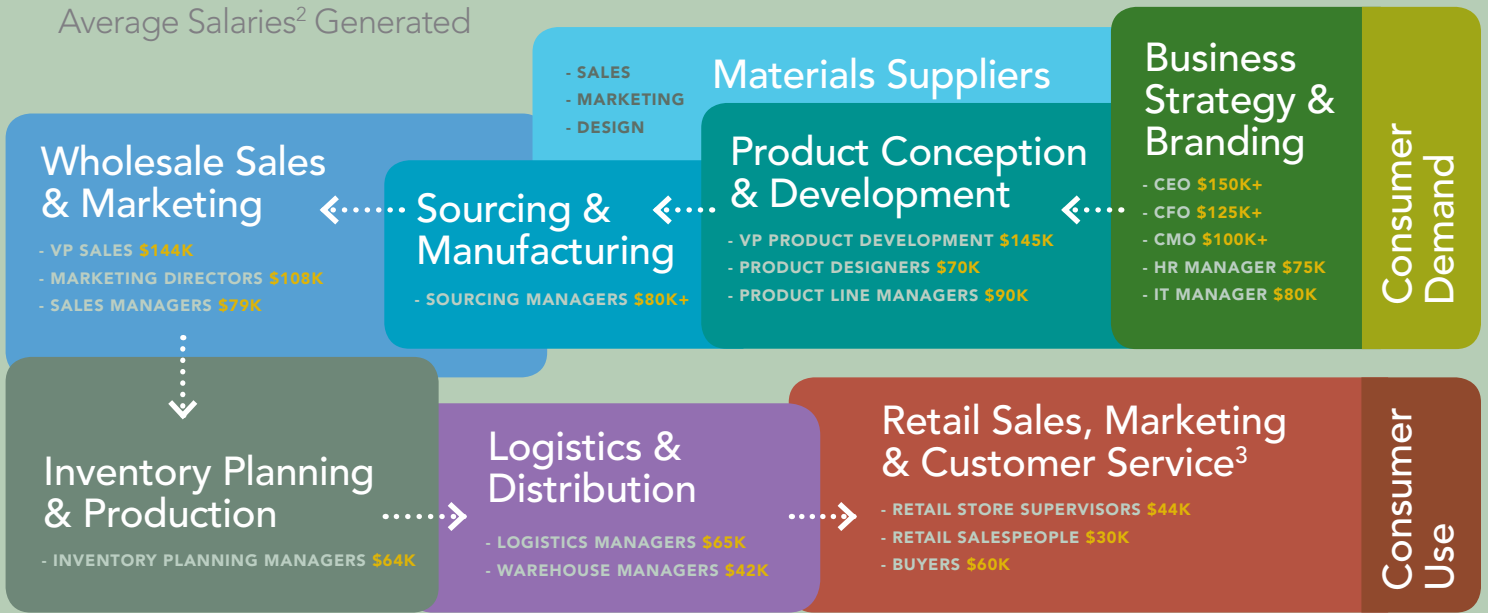 Average Salaries² Generated
- SALES
- MARKETING
- DESIGN
Materials Suppliers
Business
Strategy &
Branding
- CEO $150K+
- CFO $125K+
- CMO $100K+
- HR MANAGER $75K
- IT MANAGER $80K
Consumer
Demand
Product Conception
& Development
- VP PRODUCT DEVELOPMENT $145K
- PRODUCT DESIGNERS $70K
- PRODUCT LINE MANAGERS $90K
Sourcing &
Manufacturing
- SOURCING MANAGERS $80K+
Wholesale Sales
& Marketing
- VP SALES $144K
- MARKETING DIRECTORS $108K
- SALES MANAGERS $79K
Inventory Planning
& Production
- INVENTORY PLANNING MANAGERS $64K
Logistics &
Distribution
- LOGISTICS MANAGERS $65K
- WAREHOUSE MANAGERS $42K
Retail Sales, Marketing
& Customer Service³
- RETAIL STORE SUPERVISORS $44K
- RETAIL SALESPEOPLE $30K
- BUYERS $60K
Consumer
Use